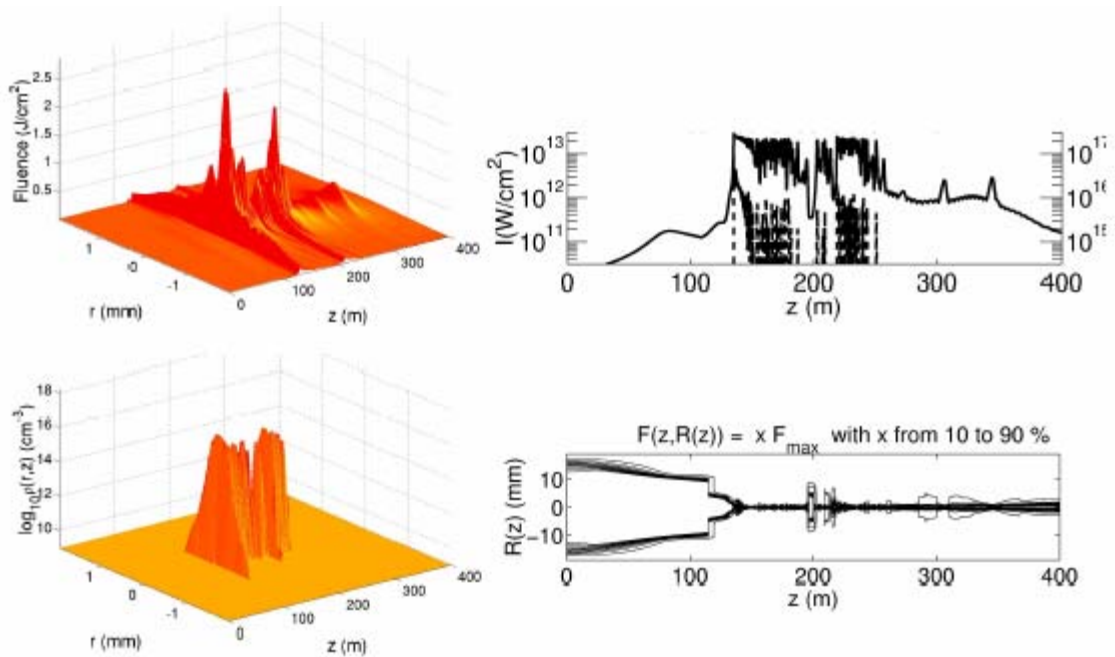 Fluence (J/cm²)
2.5
2
1.5
1
0.5
1
0
-1
r (mm)
0
100
200
300
400
z (m)
I(W/cm²)
10¹³
10¹²
10¹¹
10¹⁷
10¹⁶
10¹⁵
0 100 200 300 400
z (m)
log₁₀ρ(r,z) (cm⁻³)
18
16
14
12
10
1
0
-1
r (mm)
0
100
200
300
400
z (m)
F(z,R(z)) = x F_max with x from 10 to 90 %
R(z) (mm)
10
0
−10
0 100 200 300 400
z (m)